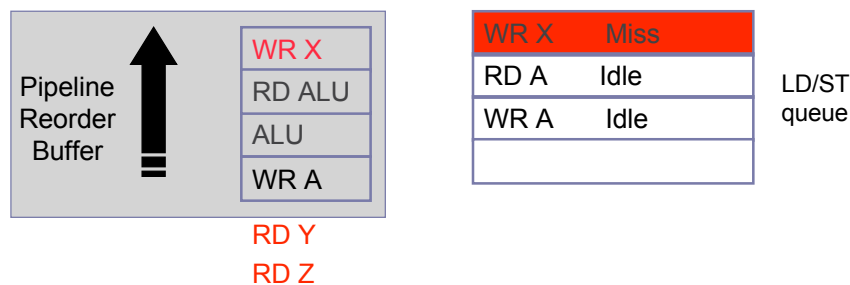 Pipeline
Reorder
Buffer
WR X
RD ALU
ALU
WR A
RD Y
RD Z
WR X Miss
RD A Idle
WR A Idle
LD/ST
queue